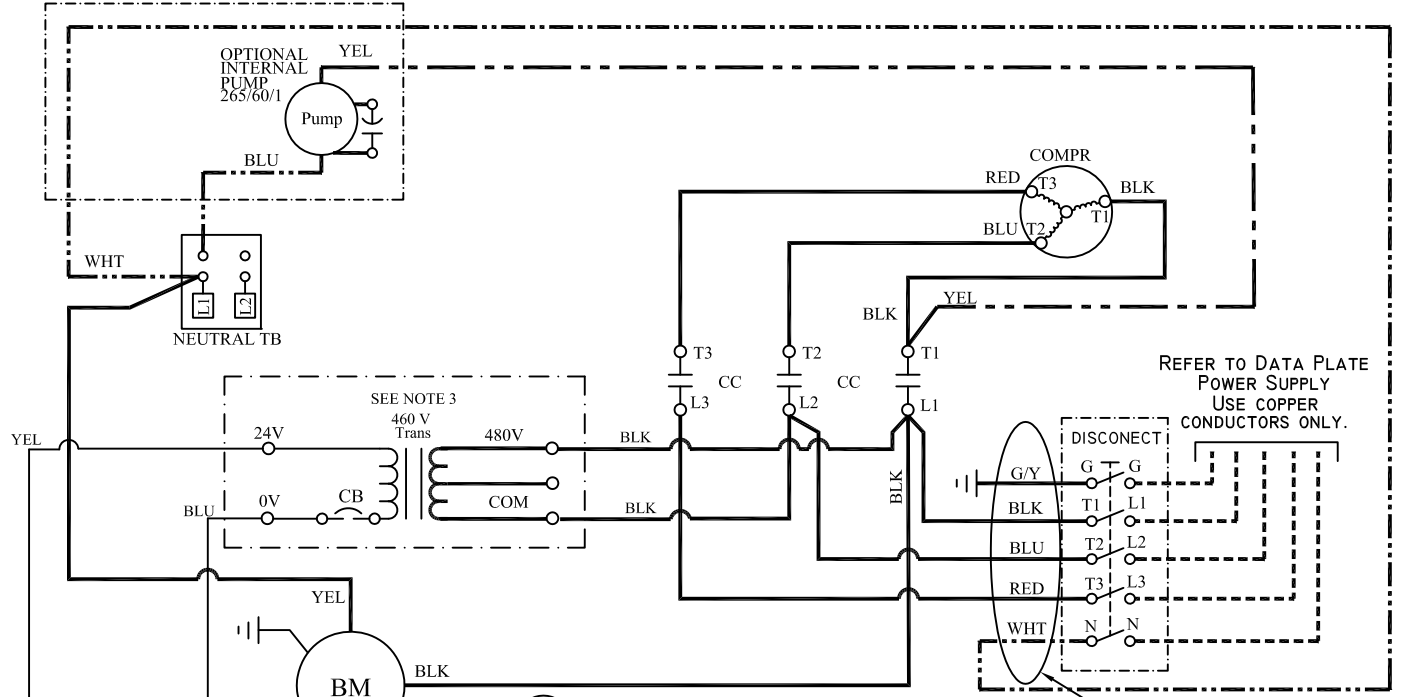 OPTIONAL
INTERNAL
PUMP
265/60/1
YEL
Pump
BLU
COMPR
RED
T3
BLK
T1
BLU
T2
WHT
L1
L2
NEUTRAL TB
YEL
BLK
T3
T2
T1
CC
CC
L3
L2
L1
REFER TO DATA PLATE
POWER SUPPLY
USE COPPER
CONDUCTORS ONLY.
SEE NOTE 3
460 V
Trans
24V
480V
YEL
BLK
DISCONECT
G/Y
G
G
0V
CB
COM
BLU
BLK
BLK
BLK
T1
L1
BLU
T2
L2
RED
T3
L3
YEL
WHT
N
N
BLK
BM